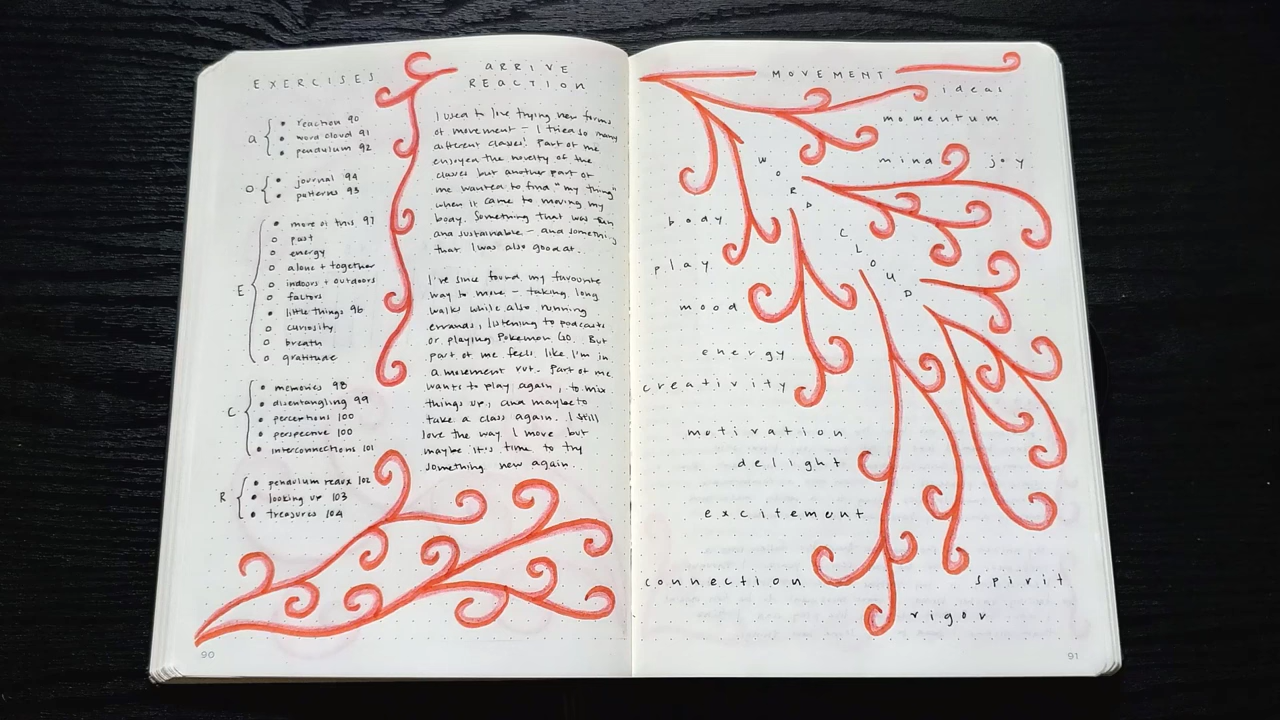 EXERCISES
a
• reaction 90
• word cloud 91
• pendulum 92
O
• journal 94
• patterns 93
E
• more of this 97
○ past
○ energy
○ alone + together
○ indoors + outdoors
○ factors
• little things 96
○ curiosity
○ breath
○ gratitude
C
• memories 98
• disentangling 99
• perceptions 100
• perspective 100
• interconnections 101
R
• pendulum redux 102
• looking up 103
• treasures 104
ARRIVE
REACTION
I used to love trying new forms
of movement – I tried so many
different classes! Part of me
enjoyed the novelty of the
classes but another part of
me wanted to find "my thing"
when it came to moving my
body. Something that was fun
and sustainable – and something
that I was also good at.
I've since found my favourite
way to move – taking long
walks while also running
errands, listening to podcasts
or playing Pokemon GO. But
part of me feels like I'm in
a movement rut. Part of me
wants to play again, to mix
things up, and maybe to
take a class again. I still
love the way I move but
maybe it's time to try
something new again.
90
MOVEMENT
WORD CLOUD
ideas
momentum
mind
joy
body
play
mood
energy
creativity
motivation
delight
excitement
connection
spirit
rigor
91